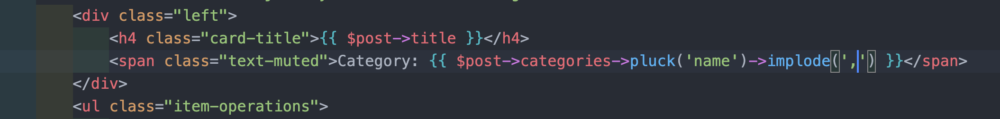 <div class="left">
<h4 class="card-title">{{ $post->title }}</h4>
<span class="text-muted">Category: {{ $post->categories->pluck('name')->implode(',') }}</span>
</div>
<ul class="item-operations">